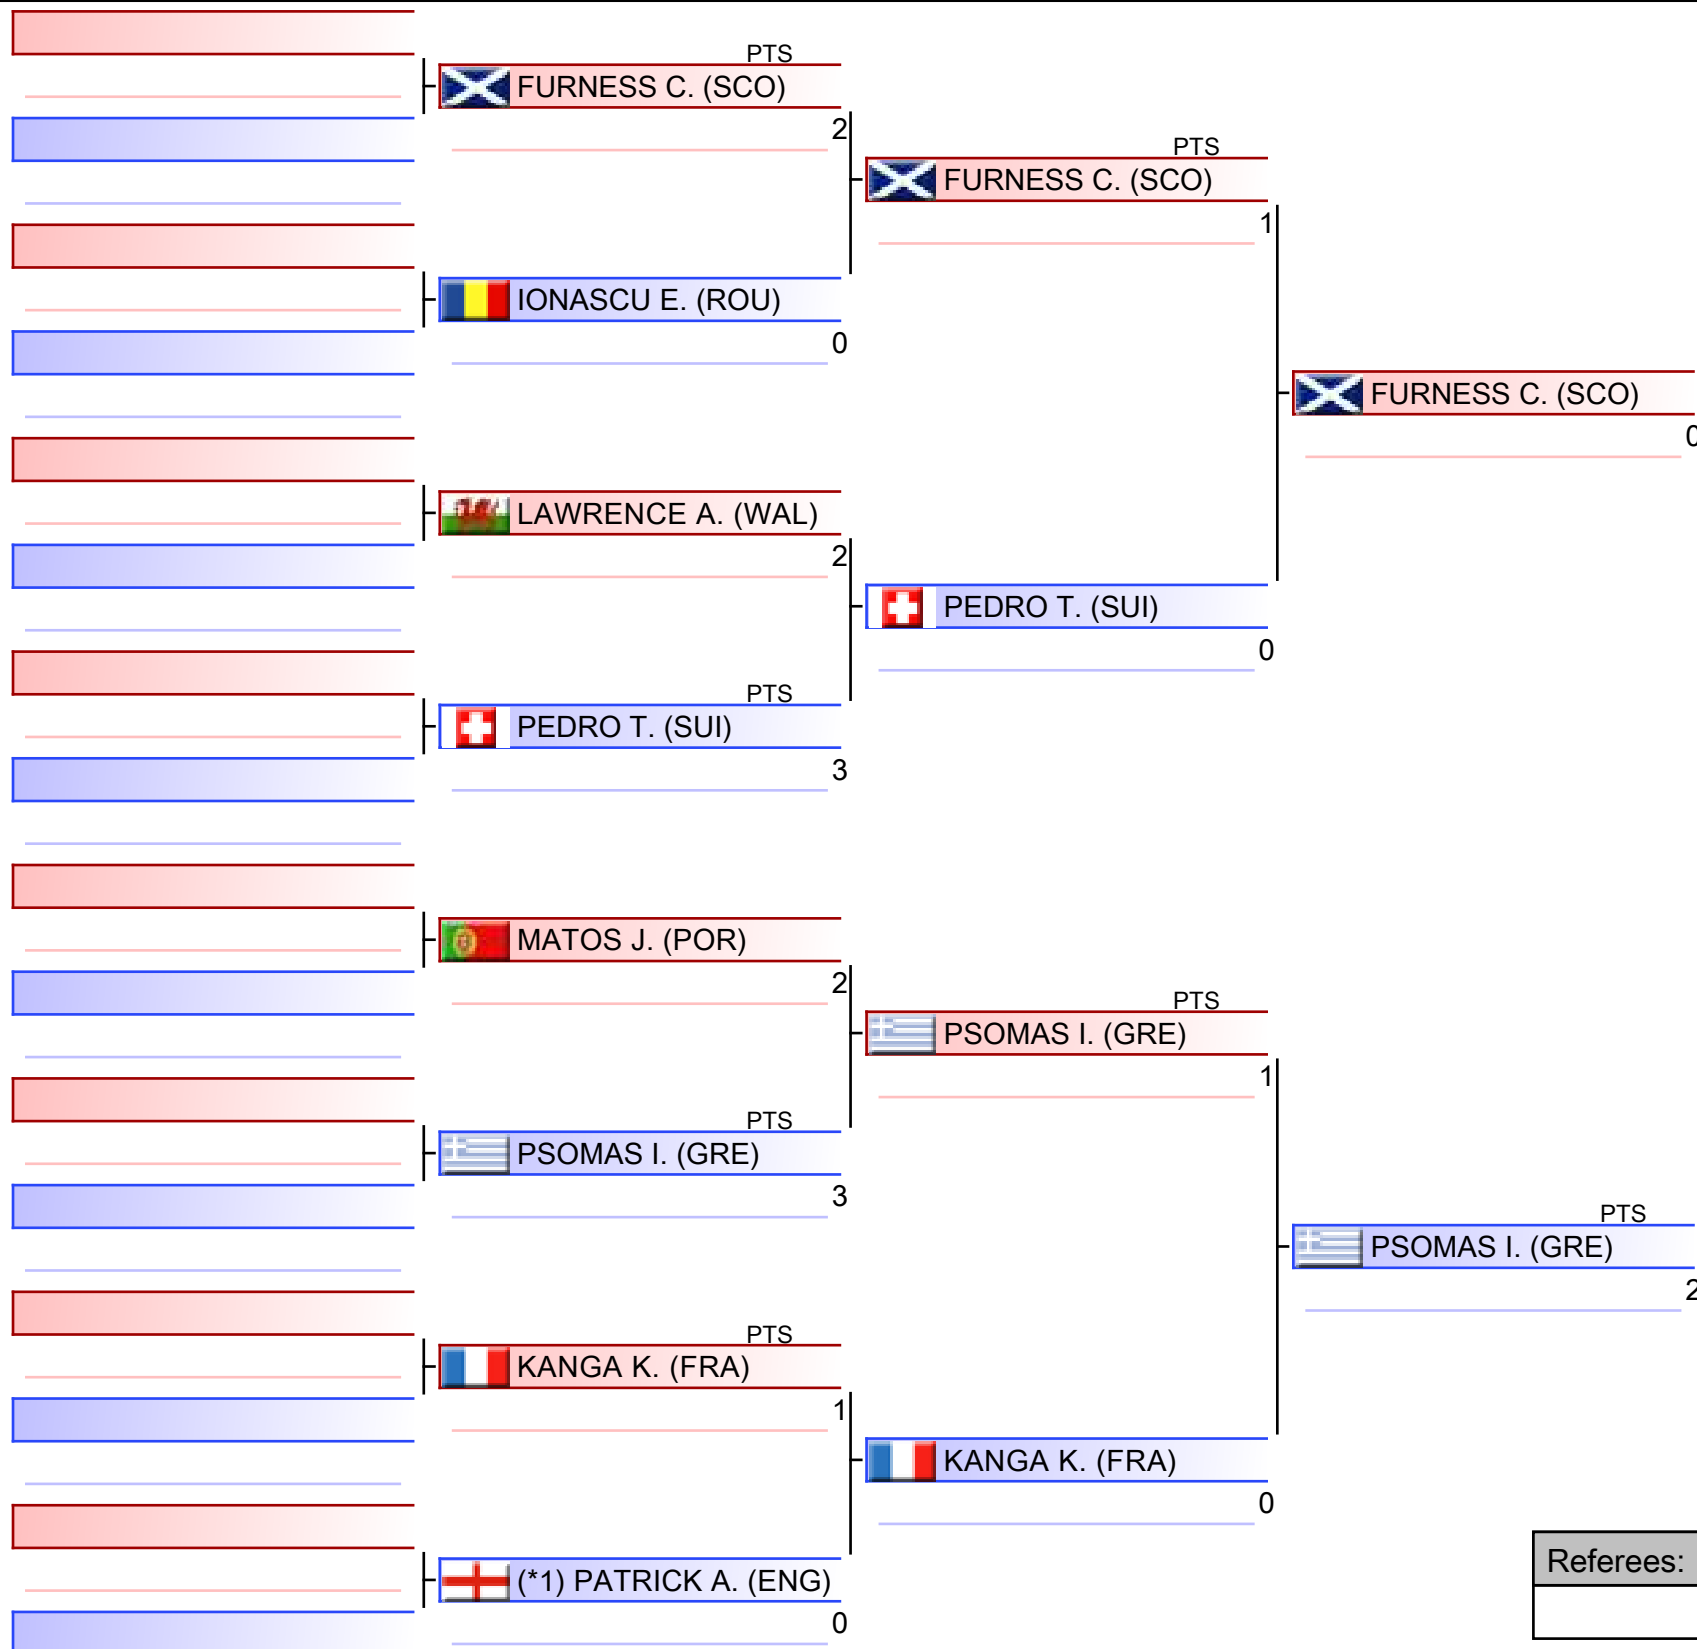 PTS
FURNESS C. (SCO)
2
IONASCU E. (ROU)
0
LAWRENCE A. (WAL)
2
PTS
PEDRO T. (SUI)
3
MATOS J. (POR)
2
PTS
PSOMAS I. (GRE)
3
PTS
KANGA K. (FRA)
1
(*1) PATRICK A. (ENG)
0
PTS
FURNESS C. (SCO)
1
PEDRO T. (SUI)
0
PTS
PSOMAS I. (GRE)
1
KANGA K. (FRA)
0
FURNESS C. (SCO)
0
PTS
PSOMAS I. (GRE)
2
Referees: